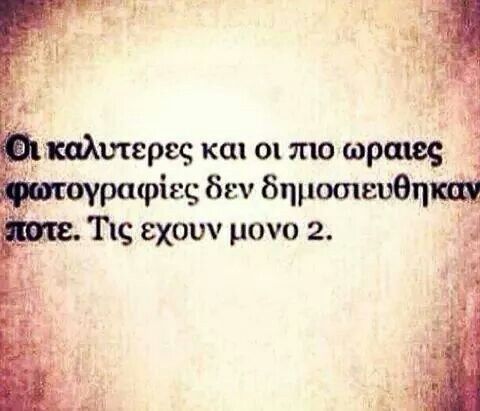 Οι καλυτερες και οι πιο ωραιες
φωτογραφίες δεν δημοσιευθηκαν
ποτε. Τις εχουν μονο 2.